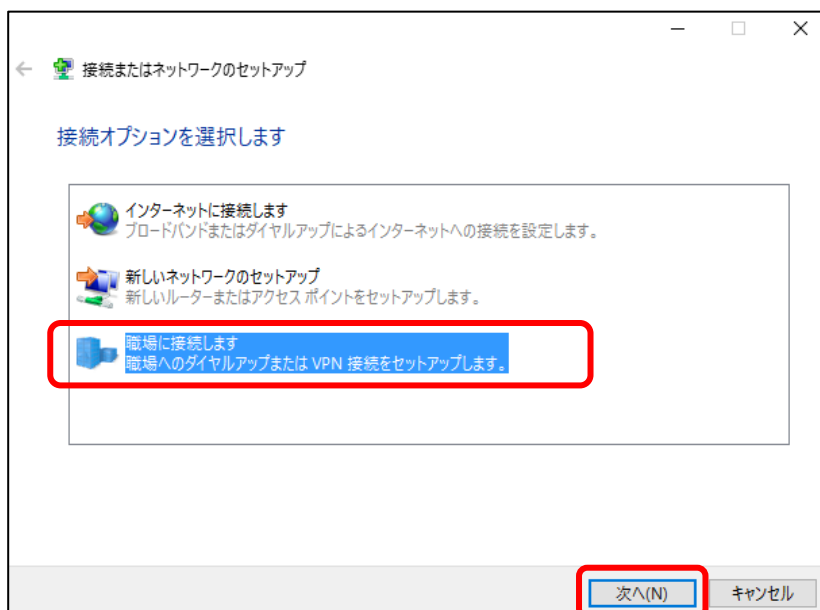 接続またはネットワークのセットアップ
接続オプションを選択します
インターネットに接続します
ブロードバンドまたはダイヤルアップによるインターネットへの接続を設定します。
新しいネットワークのセットアップ
新しいルーターまたはアクセス ポイントをセットアップします。
職場に接続します
職場へのダイヤルアップまたは VPN 接続をセットアップします。
次へ(N) キャンセル